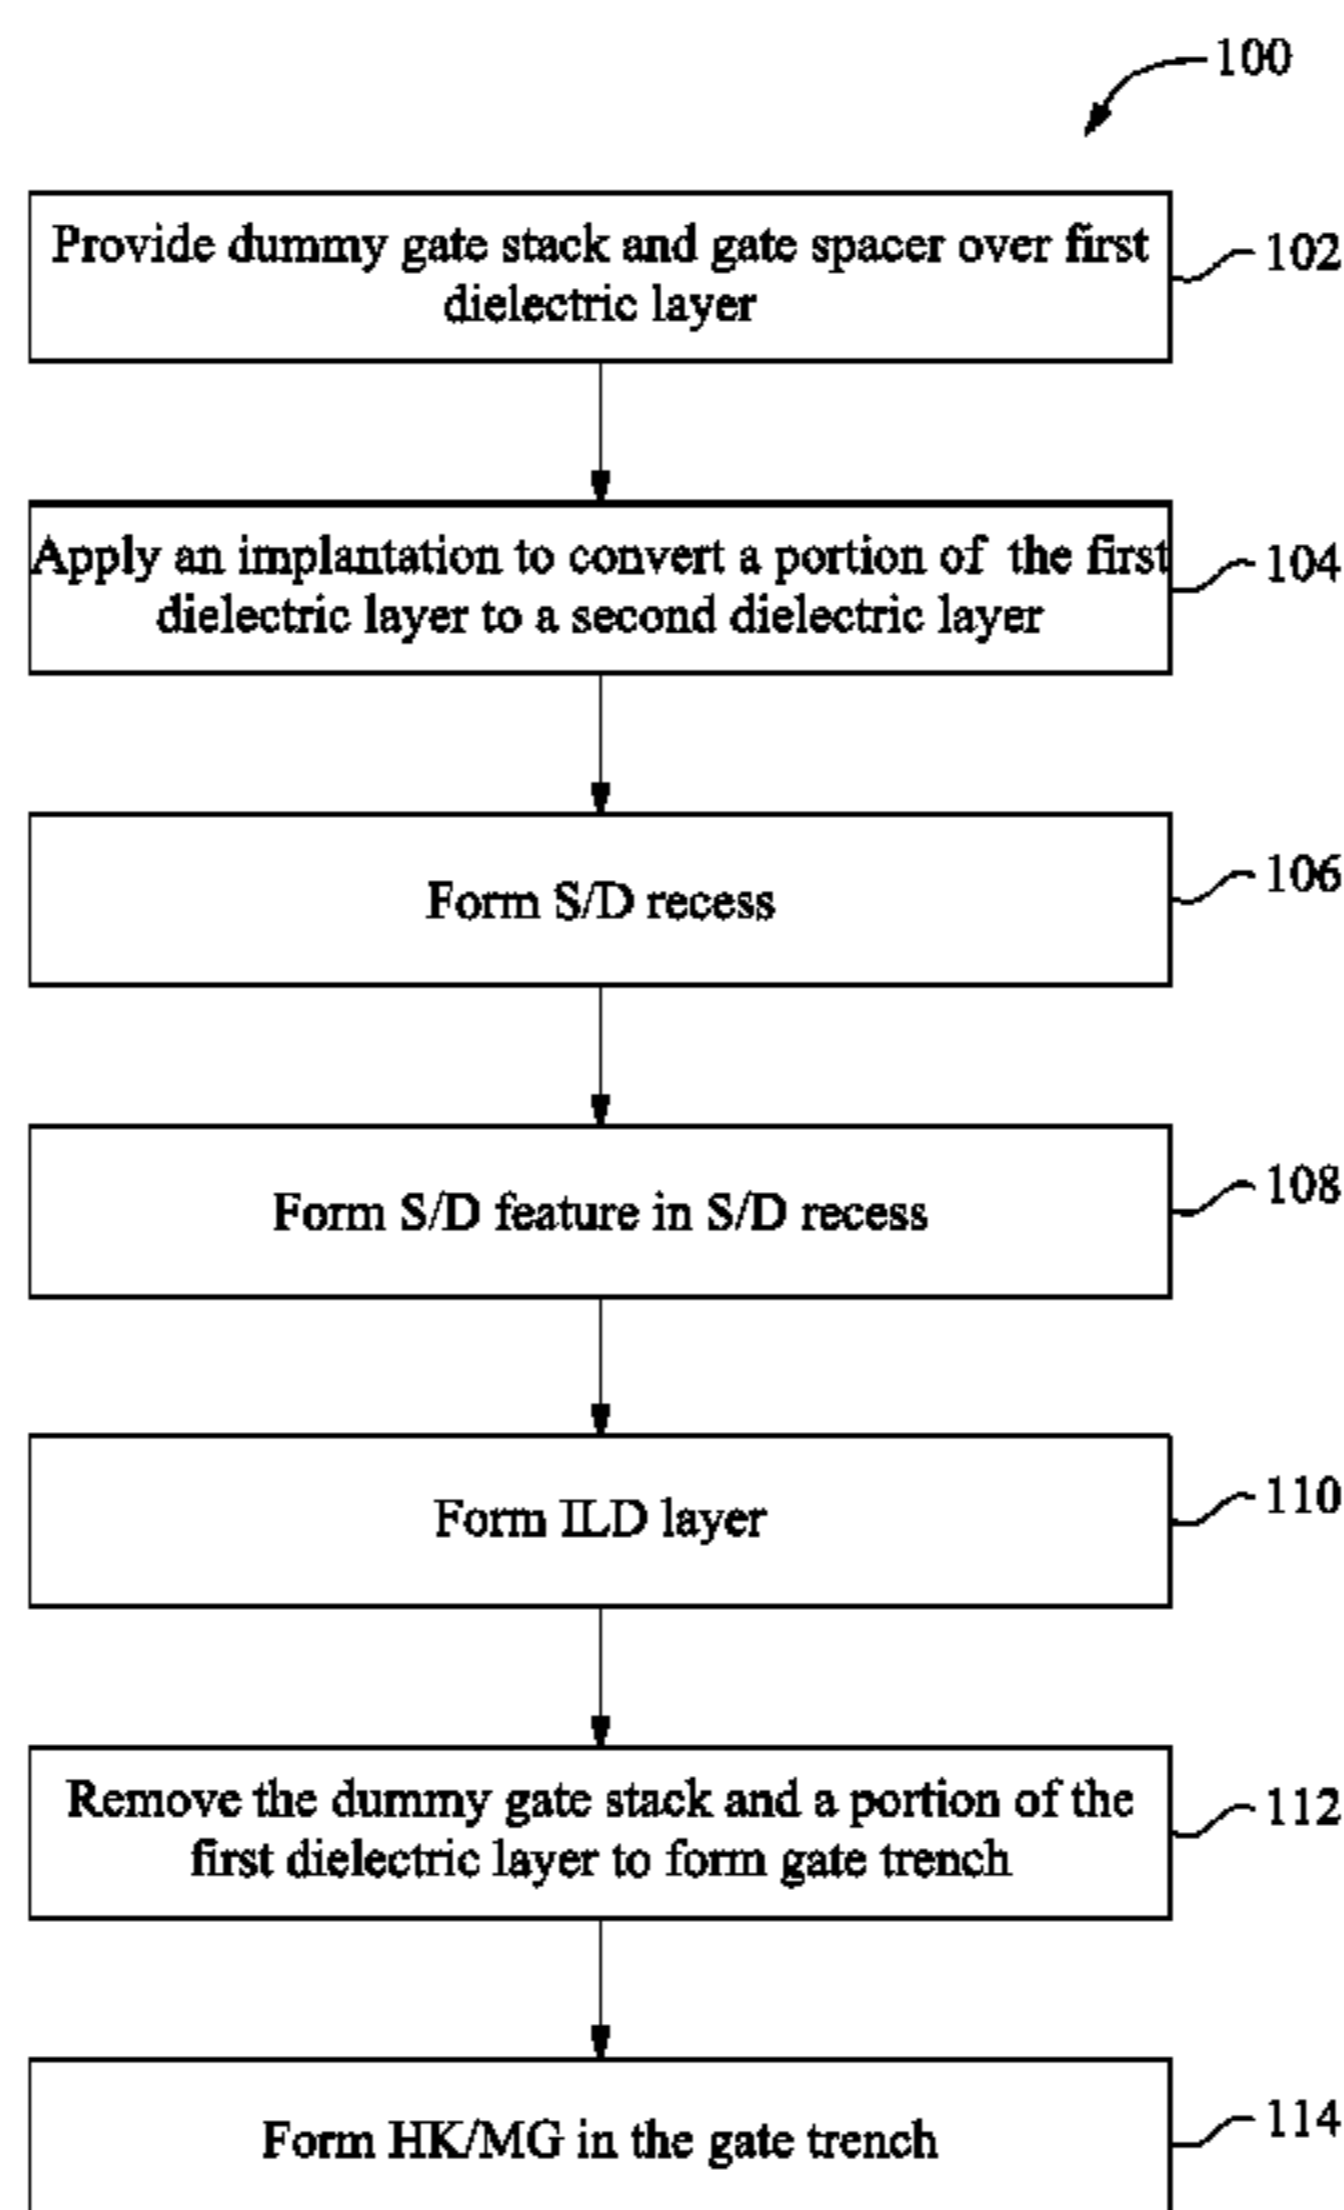 100
Provide dummy gate stack and gate spacer over first
dielectric layer
102
Apply an implantation to convert a portion of the first
dielectric layer to a second dielectric layer
104
Form S/D recess
106
Form S/D feature in S/D recess
108
Form ILD layer
110
Remove the dummy gate stack and a portion of the
first dielectric layer to form gate trench
112
Form HK/MG in the gate trench
114